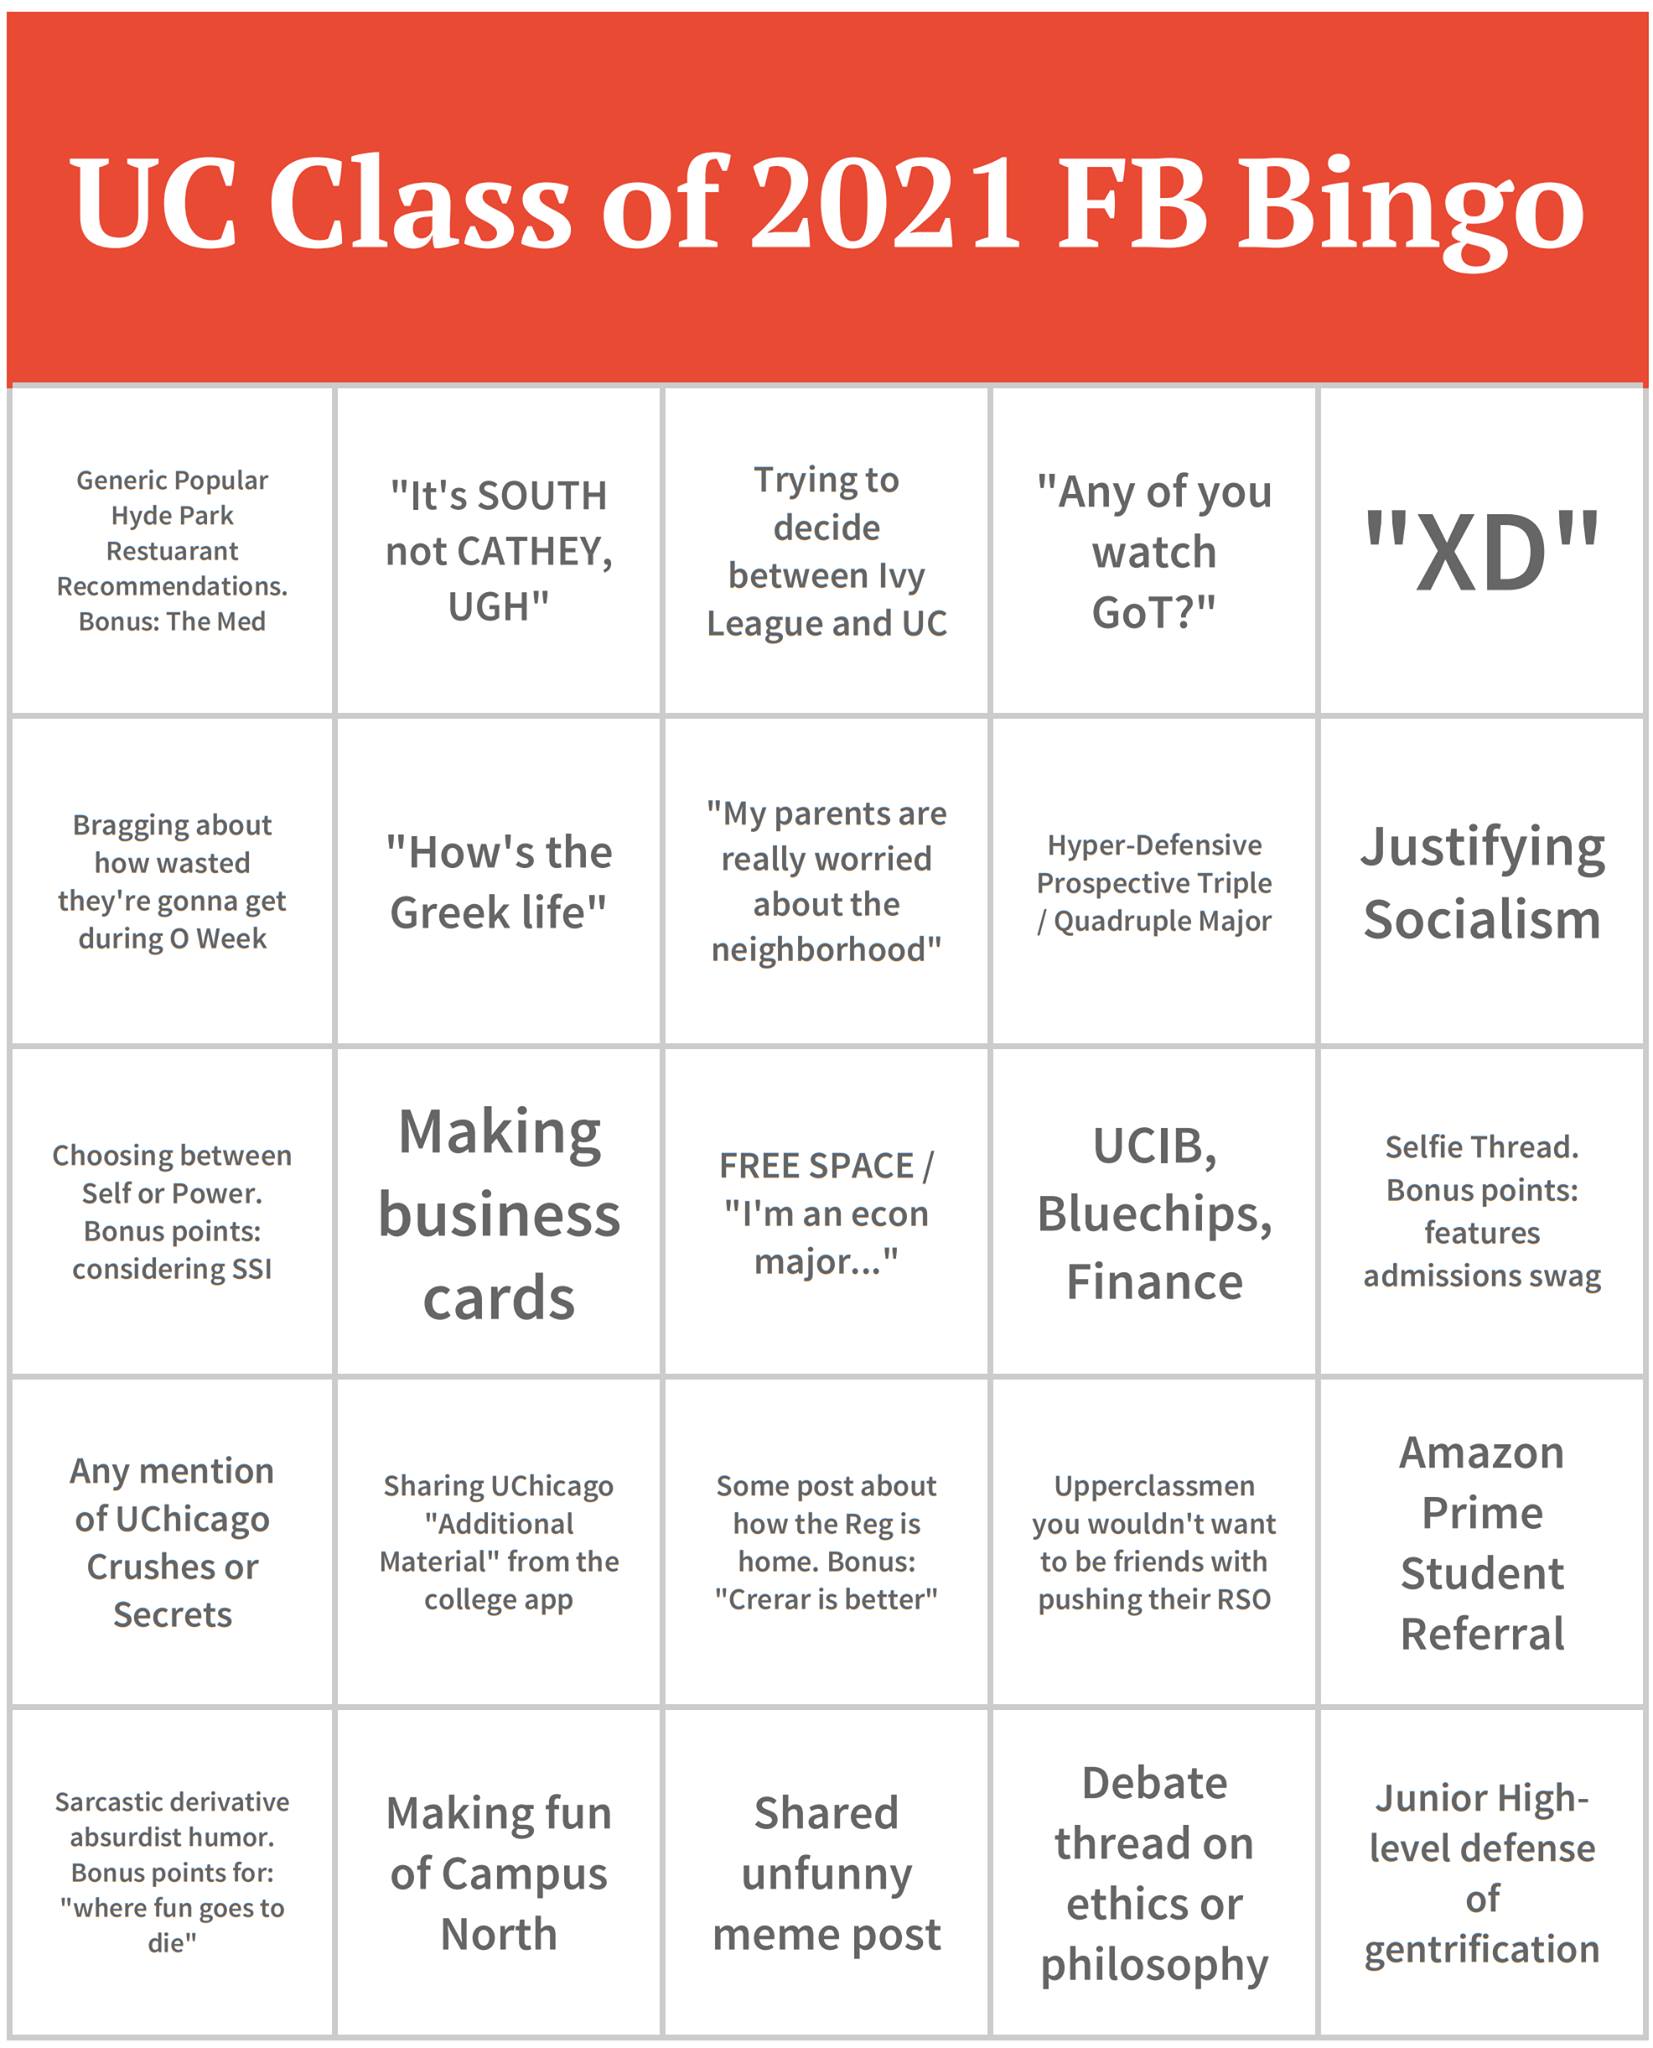 UC Class of 2021 FB Bingo
Generic Popular
Hyde Park
Restuarant
Recommendations.
Bonus: The Med
"It's SOUTH
not CATHEY,
UGH"
Trying to
decide
between Ivy
League and UC
"Any of you
watch
GoT?"
"XD"
Bragging about
how wasted
they're gonna get
during O Week
"How's the
Greek life"
"My parents are
really worried
about the
neighborhood"
Hyper-Defensive
Prospective Triple
/ Quadruple Major
Justifying
Socialism
Choosing between
Self or Power.
Bonus points:
considering SSI
Making
business
cards
FREE SPACE /
"I'm an econ
major..."
UCIB,
Bluechips,
Finance
Selfie Thread.
Bonus points:
features
admissions swag
Any mention
of UChicago
Crushes or
Secrets
Sharing UChicago
"Additional
Material" from the
college app
Some post about
how the Reg is
home. Bonus:
"Crerar is better"
Upperclassmen
you wouldn't want
to be friends with
pushing their RSO
Amazon
Prime
Student
Referral
Sarcastic derivative
absurdist humor.
Bonus points for:
"where fun goes to
die"
Making fun
of Campus
North
Shared
unfunny
meme post
Debate
thread on
ethics or
philosophy
Junior High-
level defense
of
gentrification